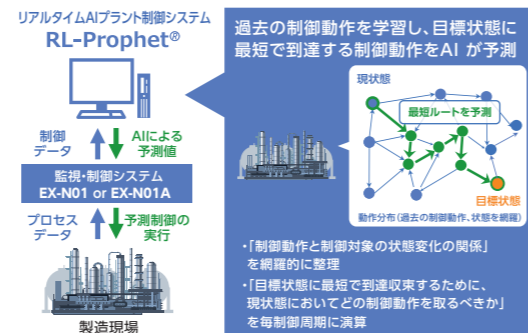 リアルタイムAIプラント制御システム
RL-Prophet®
制御
データ
AIによる
予測値
監視・制御システム
EX-N01 or EX-N01A
プロセス
データ
予測制御の
実行
製造現場
過去の制御動作を学習し、目標状態に
最短で到達する制御動作をAI が予測
現状態
最短ルートを予測
目標状態
動作分布(過去の制御動作、状態を網羅)
・「制御動作と制御対象の状態変化の関係」
を網羅的に整理
・「目標状態に最短で到達収束するために、
現状態においてどの制御動作を取るべきか」
を毎制御周期に演算